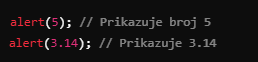 alert(5); // Prikazuje broj 5
alert(3.14); // Prikazuje 3.14